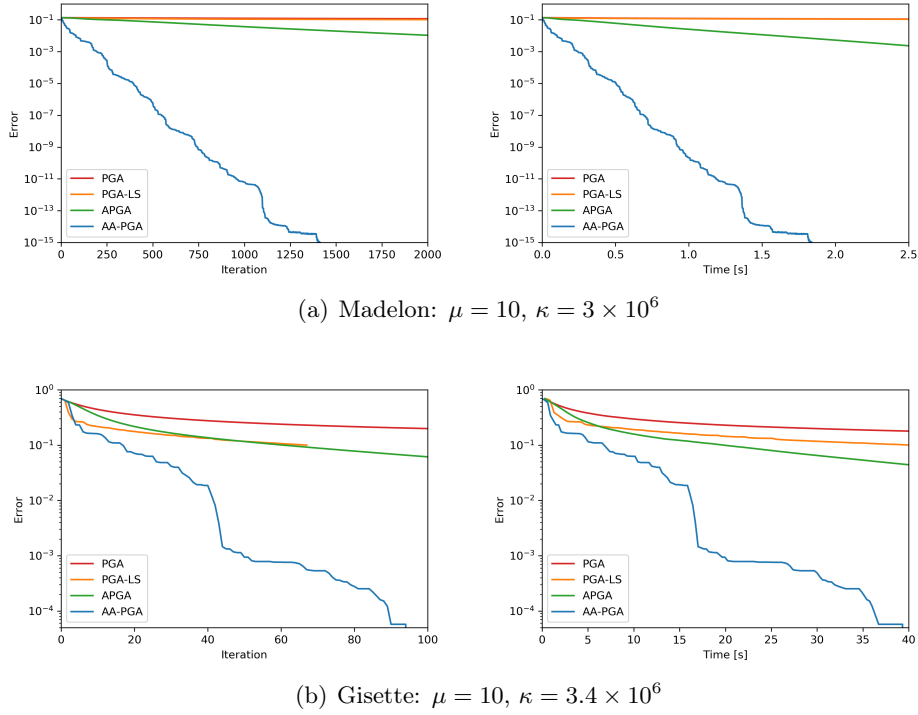 10^{-1}
10^{-3}
10^{-5}
10^{-7}
10^{-9}
10^{-11}
10^{-13}
10^{-15}
Error
PGA
PGA-LS
APGA
AA-PGA
0 250 500 750 1000 1250 1500 1750 2000
Iteration
10^{-1}
10^{-3}
10^{-5}
10^{-7}
10^{-9}
10^{-11}
10^{-13}
10^{-15}
Error
PGA
PGA-LS
APGA
AA-PGA
0.0 0.5 1.0 1.5 2.0 2.5
Time [s]
(a) Madelon: μ = 10, κ = 3 × 10^6
10^0
10^{-1}
10^{-2}
10^{-3}
10^{-4}
Error
PGA
PGA-LS
APGA
AA-PGA
0 20 40 60 80 100
Iteration
10^0
10^{-1}
10^{-2}
10^{-3}
10^{-4}
Error
PGA
PGA-LS
APGA
AA-PGA
0 5 10 15 20 25 30 35 40
Time [s]
(b) Gisette: μ = 10, κ = 3.4 × 10^6